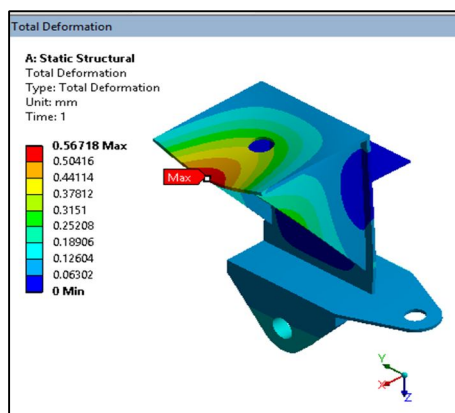 Total Deformation
A: Static Structural
Total Deformation
Type: Total Deformation
Unit: mm
Time: 1
0.56718 Max
0.50416
0.44114
0.37812
0.3151
0.25208
0.18906
0.12604
0.06302
0 Min
Max
Y
X
Z